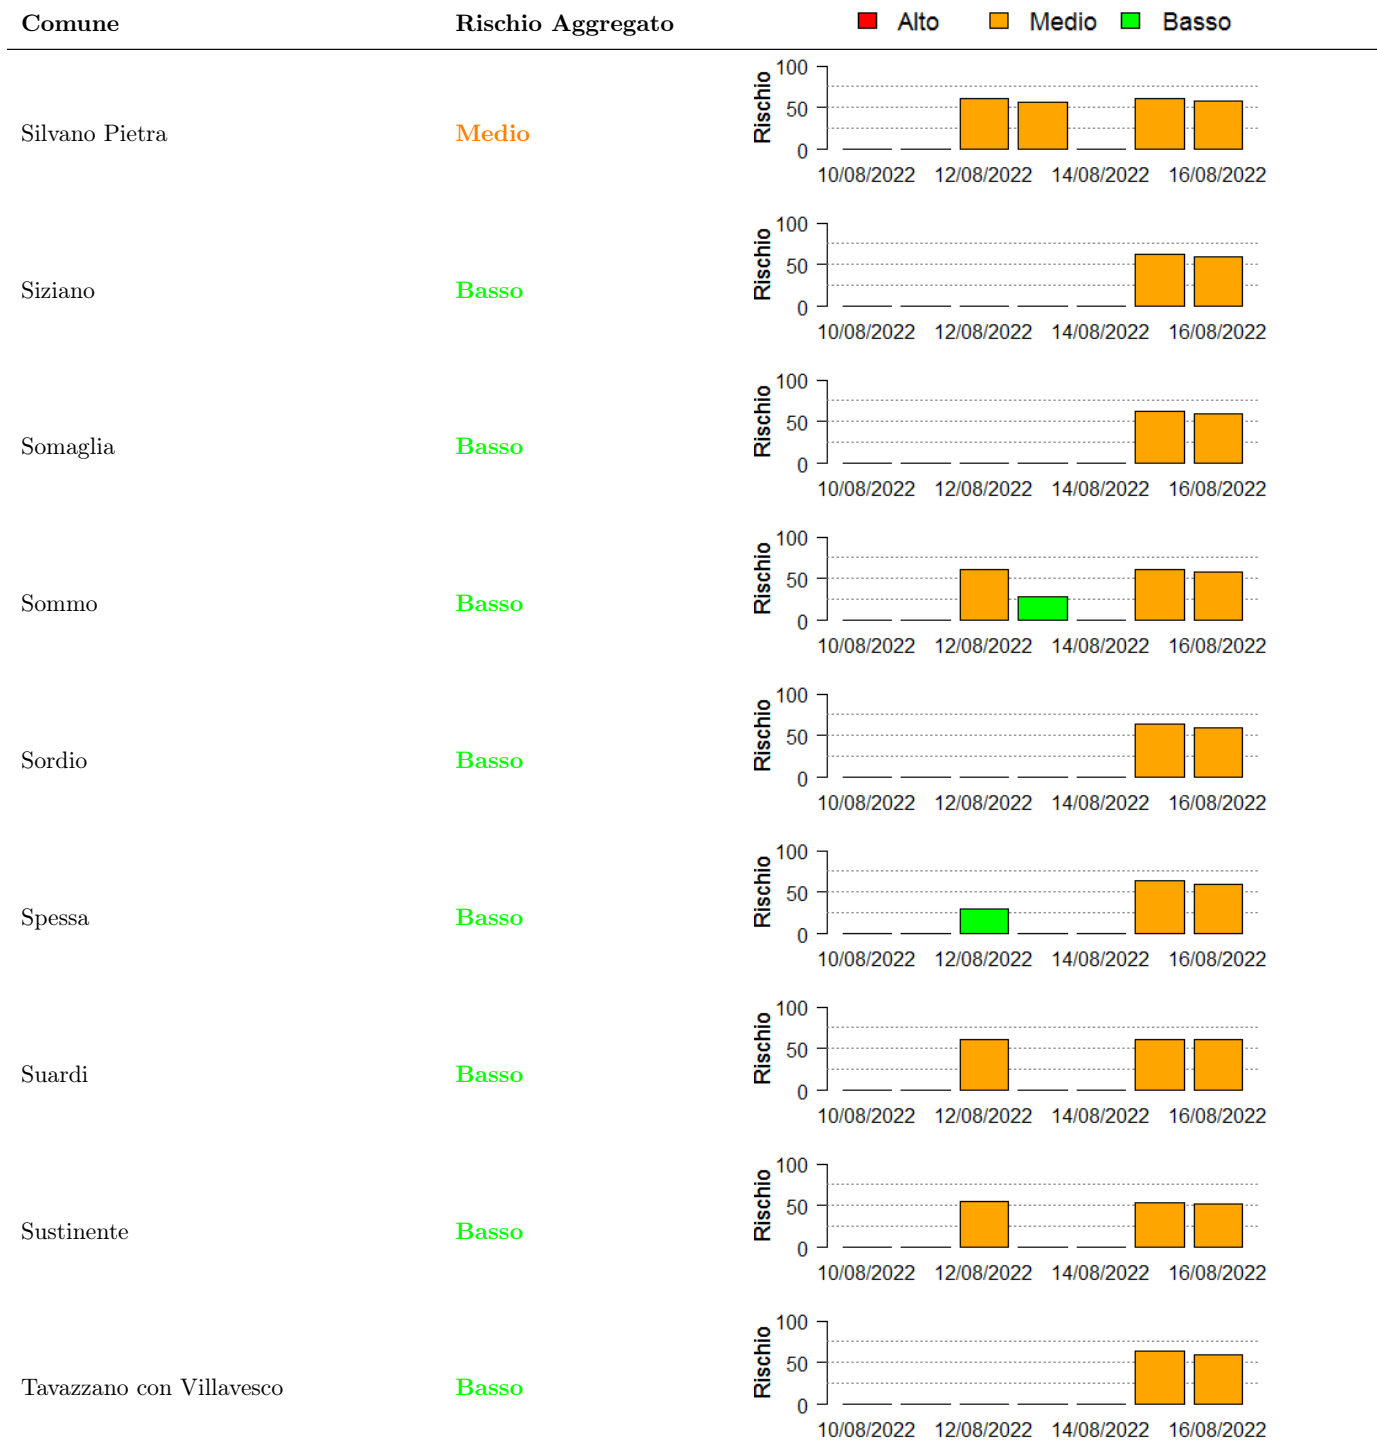 Comune Rischio Aggregato Alto Medio Basso
100
50
0
Rischio
Silvano Pietra Medio
10/08/2022 12/08/2022 14/08/2022 16/08/2022
100
50
0
Rischio
Siziano Basso
10/08/2022 12/08/2022 14/08/2022 16/08/2022
100
50
0
Rischio
Somaglia Basso
10/08/2022 12/08/2022 14/08/2022 16/08/2022
100
50
0
Rischio
Sommo Basso
10/08/2022 12/08/2022 14/08/2022 16/08/2022
100
50
0
Rischio
Sordio Basso
10/08/2022 12/08/2022 14/08/2022 16/08/2022
100
50
0
Rischio
Spessa Basso
10/08/2022 12/08/2022 14/08/2022 16/08/2022
100
50
0
Rischio
Suardi Basso
10/08/2022 12/08/2022 14/08/2022 16/08/2022
100
50
0
Rischio
Sustinente Basso
10/08/2022 12/08/2022 14/08/2022 16/08/2022
100
50
0
Rischio
Tavazzano con Villavesco Basso
10/08/2022 12/08/2022 14/08/2022 16/08/2022